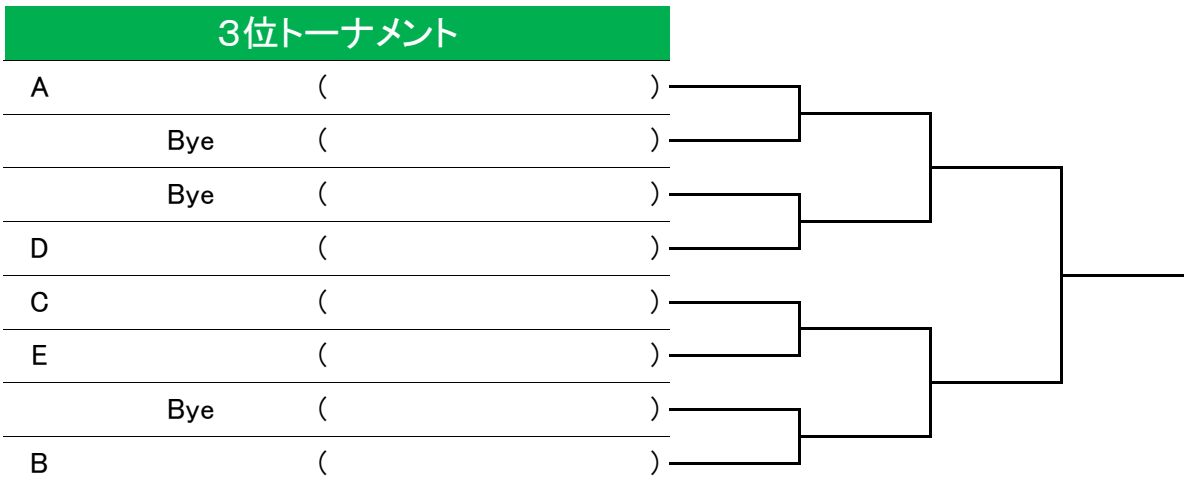 ３位トーナメント
A ( )
Bye ( )
Bye ( )
D ( )
C ( )
E ( )
Bye ( )
B ( )